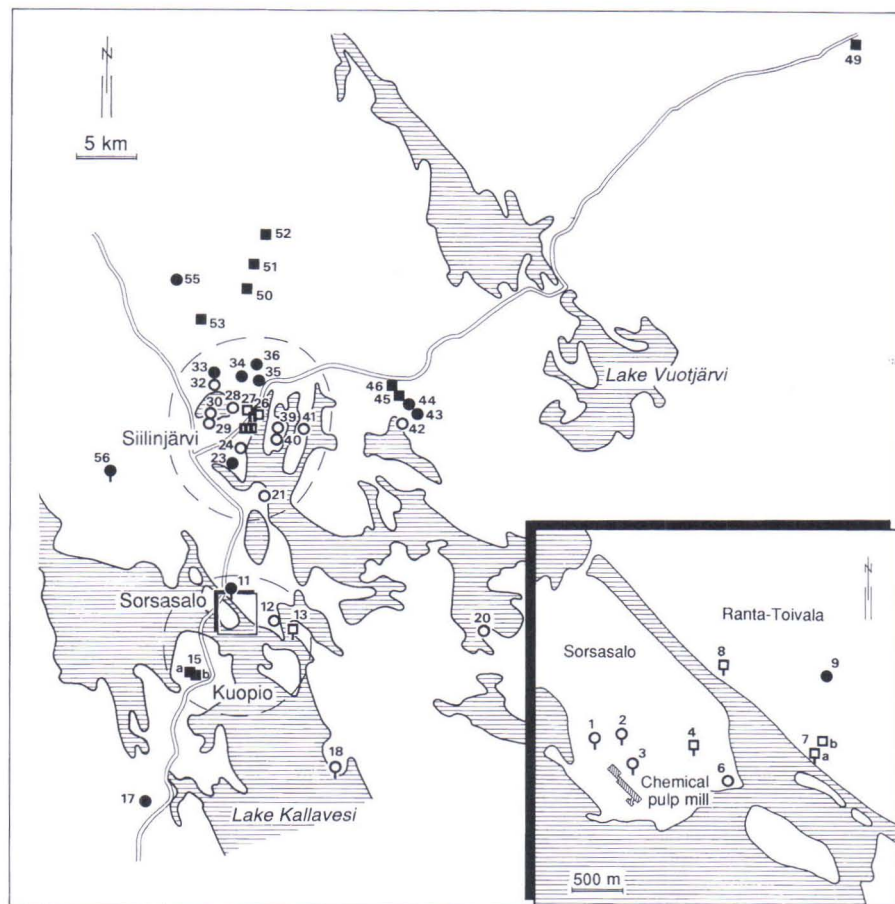 N
5 km
49
52
51
50
55
53
Lake Vuotjärvi
36
33
34
35
32
46
45
44
43
42
28
27
26
30
29
39
41
40
24
23
Siilinjärvi
56
21
11
Sorsasalo
12
13
20
15
a
b
Kuopio
18
17
Lake Kallavesi
N
Ranta-Toivala
Sorsasalo
8
9
1
2
4
7
b
a
3
6
Chemical
pulp mill
500 m